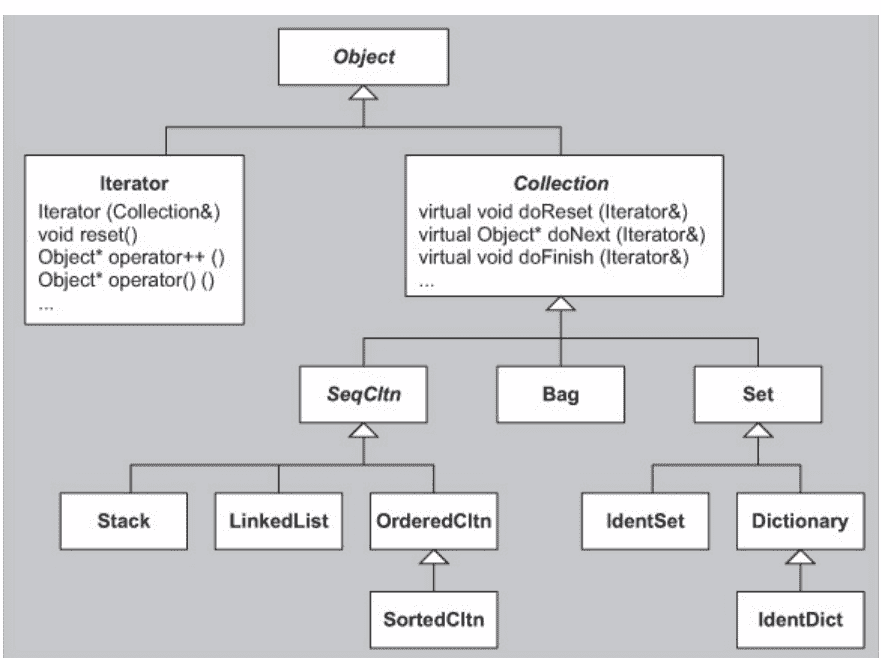 Object
Iterator
Iterator (Collection&)
void reset()
Object* operator++ ()
Object* operator() ()
...
Collection
virtual void doReset (Iterator&)
virtual Object* doNext (Iterator&)
virtual void doFinish (Iterator&)
...
SeqCltn
Bag
Set
Stack
LinkedList
OrderedCltn
IdentSet
Dictionary
SortedCltn
IdentDict